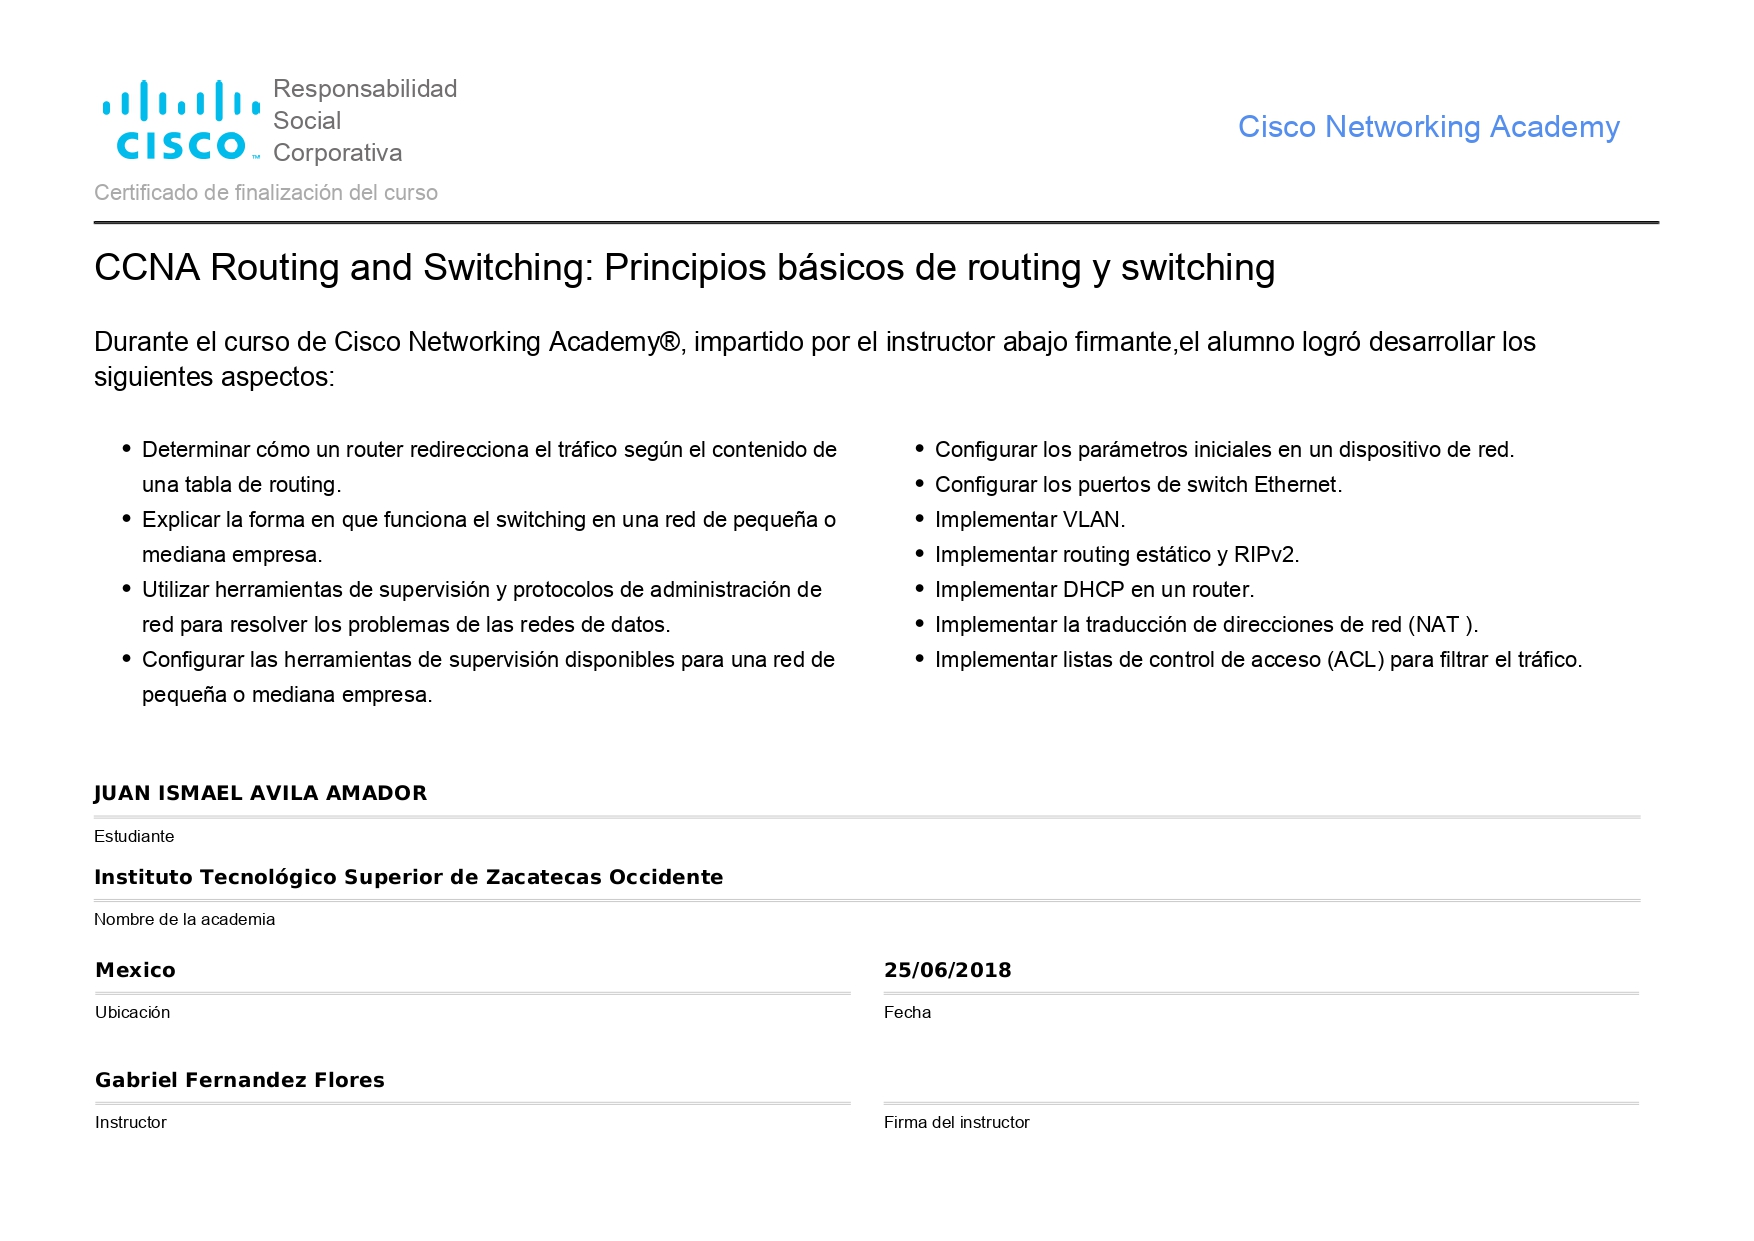 Responsabilidad
Social
Corporativa
CISCO™
Cisco Networking Academy
Certificado de finalización del curso
CCNA Routing and Switching: Principios básicos de routing y switching
Durante el curso de Cisco Networking Academy®, impartido por el instructor abajo firmante,el alumno logró desarrollar los
siguientes aspectos:
• Determinar cómo un router redirecciona el tráfico según el contenido de
una tabla de routing.
• Explicar la forma en que funciona el switching en una red de pequeña o
mediana empresa.
• Utilizar herramientas de supervisión y protocolos de administración de
red para resolver los problemas de las redes de datos.
• Configurar las herramientas de supervisión disponibles para una red de
pequeña o mediana empresa.
• Configurar los parámetros iniciales en un dispositivo de red.
• Configurar los puertos de switch Ethernet.
• Implementar VLAN.
• Implementar routing estático y RIPv2.
• Implementar DHCP en un router.
• Implementar la traducción de direcciones de red (NAT ).
• Implementar listas de control de acceso (ACL) para filtrar el tráfico.
JUAN ISMAEL AVILA AMADOR
Estudiante
Instituto Tecnológico Superior de Zacatecas Occidente
Nombre de la academia
Mexico
Ubicación
25/06/2018
Fecha
Gabriel Fernandez Flores
Instructor
Firma del instructor